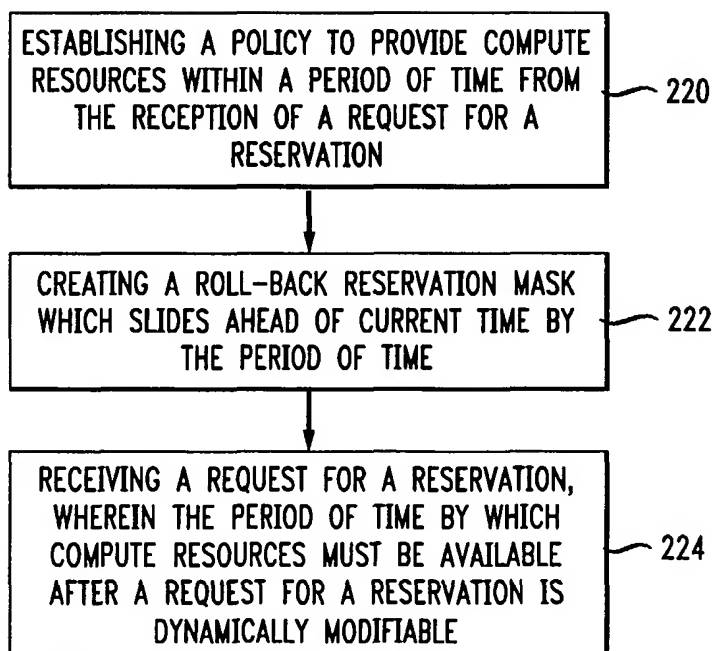 ESTABLISHING A POLICY TO PROVIDE COMPUTE
RESOURCES WITHIN A PERIOD OF TIME FROM
THE RECEPTION OF A REQUEST FOR A
RESERVATION
220
CREATING A ROLL-BACK RESERVATION MASK
WHICH SLIDES AHEAD OF CURRENT TIME BY
THE PERIOD OF TIME
222
RECEIVING A REQUEST FOR A RESERVATION,
WHEREIN THE PERIOD OF TIME BY WHICH
COMPUTE RESOURCES MUST BE AVAILABLE
AFTER A REQUEST FOR A RESERVATION IS
DYNAMICALLY MODIFIABLE
224